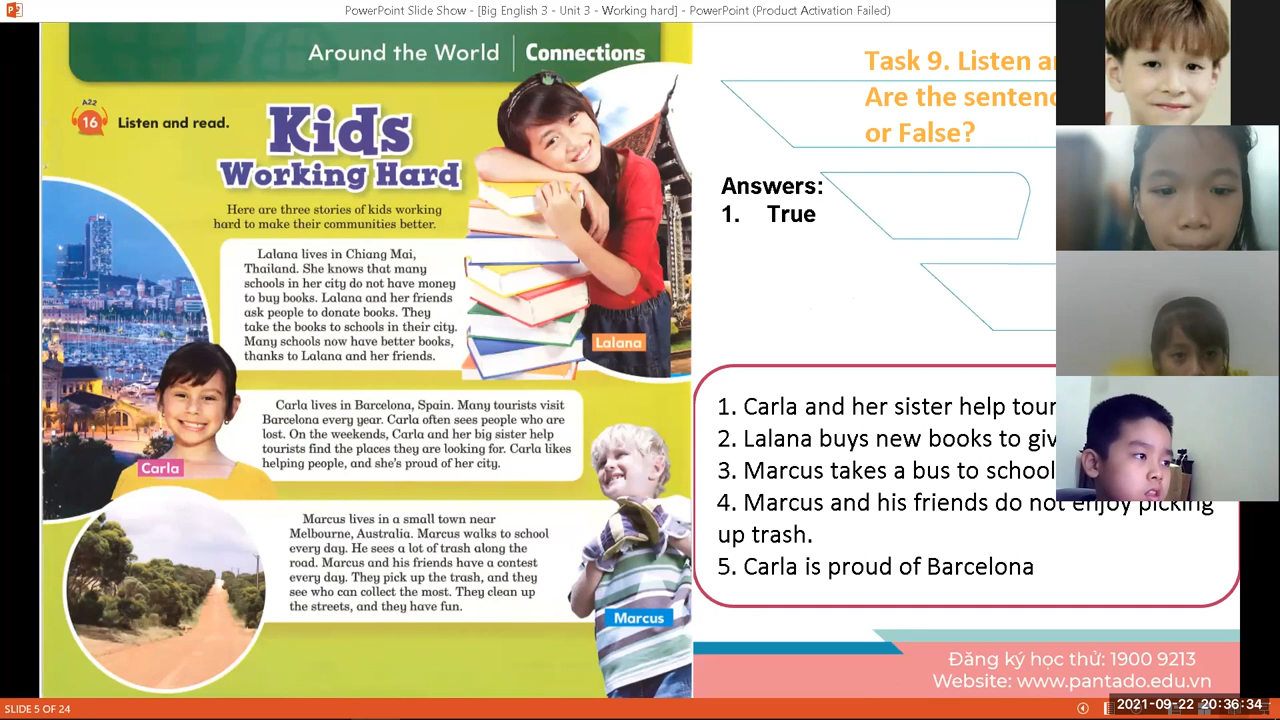 PowerPoint Slide Show - [Big English 3 - Unit 3 - Working hard] - PowerPoint (Product Activation Failed)
Around the World | Connections
A22
16 Listen and read.
Kids
Working Hard
Here are three stories of kids working
hard to make their communities better.
Lalana lives in Chiang Mai,
Thailand. She knows that many
schools in her city do not have money
to buy books. Lalana and her friends
ask people to donate books. They
take the books to schools in their city.
Many schools now have better books,
thanks to Lalana and her friends.
Lalana
Carla lives in Barcelona, Spain. Many tourists visit
Barcelona every year. Carla often sees people who are
lost. On the weekends, Carla and her big sister help
tourists find the places they are looking for. Carla likes
helping people, and she's proud of her city.
Carla
Marcus lives in a small town near
Melbourne, Australia. Marcus walks to school
every day. He sees a lot of trash along the
road. Marcus and his friends have a contest
every day. They pick up the trash, and they
see who can collect the most. They clean up
the streets, and they have fun.
Marcus
Task 9. Listen
Are the
or False?
Answers:
1. True
1. Carla and her sister help
2. Lalana buys new books to
3. Marcus takes a bus to school
4. Marcus and his friends do not enjoy picking
up trash.
5. Carla is proud of Barcelona
Đăng ký học thử: 1900 9213
Website: www.pantado.edu.vn
SLIDE 5 OF 24
2021-09-22 20:36:34